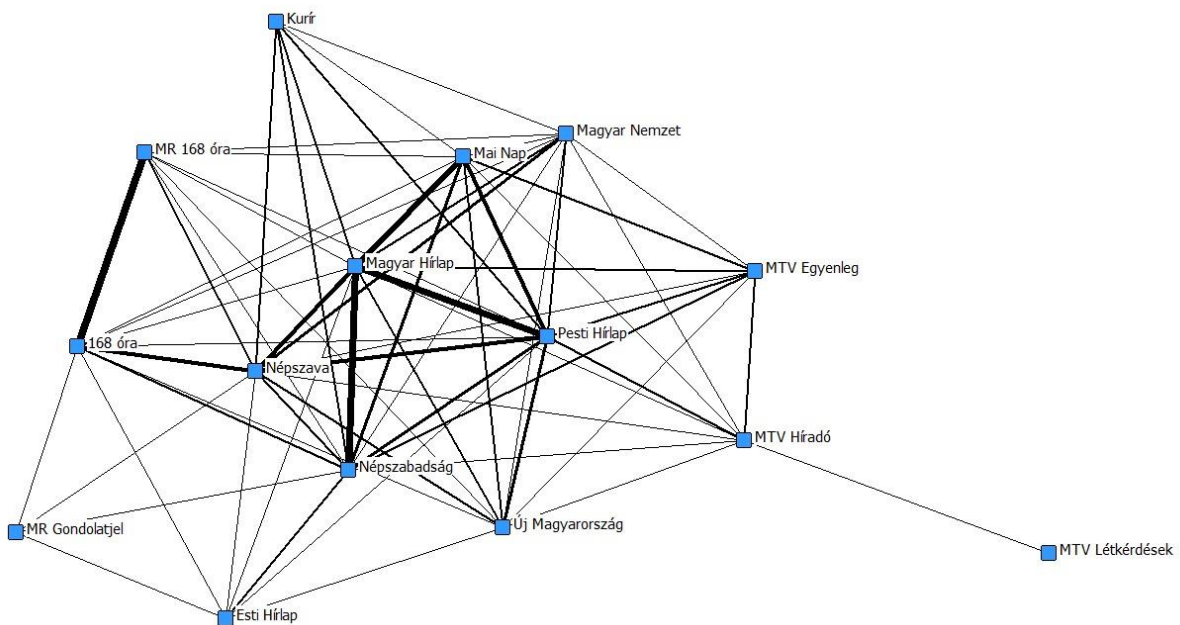 Kurír
Magyar Nemzet
MR 168 óra
Mai Nap
Magyar Hírlap
MTV Egyenleg
Pesti Hírlap
168 óra
Népszava
MTV Híradó
Népszabadság
Új Magyarország
MR Gondolatjel
MTV Létkérdések
Esti Hírlap